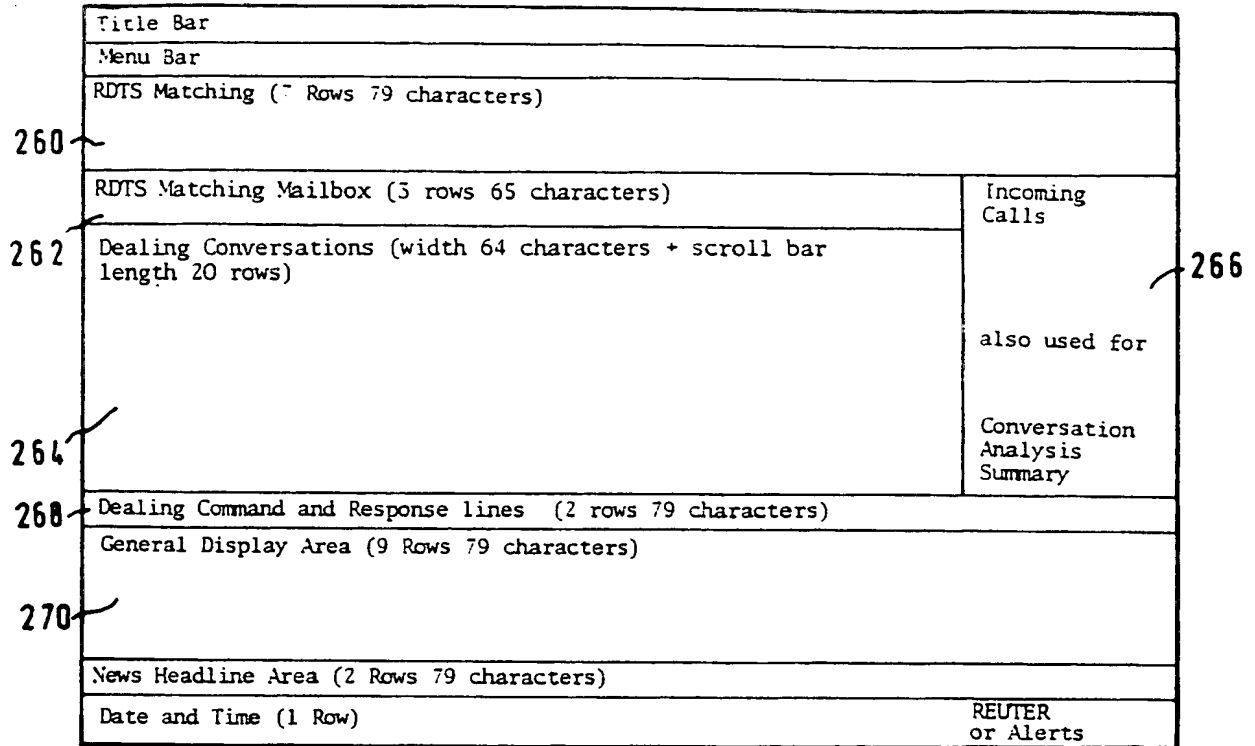 Title Bar
Menu Bar
RDTS Matching ( Rows 79 characters)
260
RDTS Matching Mailbox (3 rows 65 characters)
Incoming
Calls
262
Dealing Conversations (width 64 characters + scroll bar
length 20 rows)
266
also used for
264
Conversation
Analysis
Summary
268
Dealing Command and Response lines (2 rows 79 characters)
General Display Area (9 Rows 79 characters)
270
News Headline Area (2 Rows 79 characters)
Date and Time (1 Row)
REUTER
or Alerts